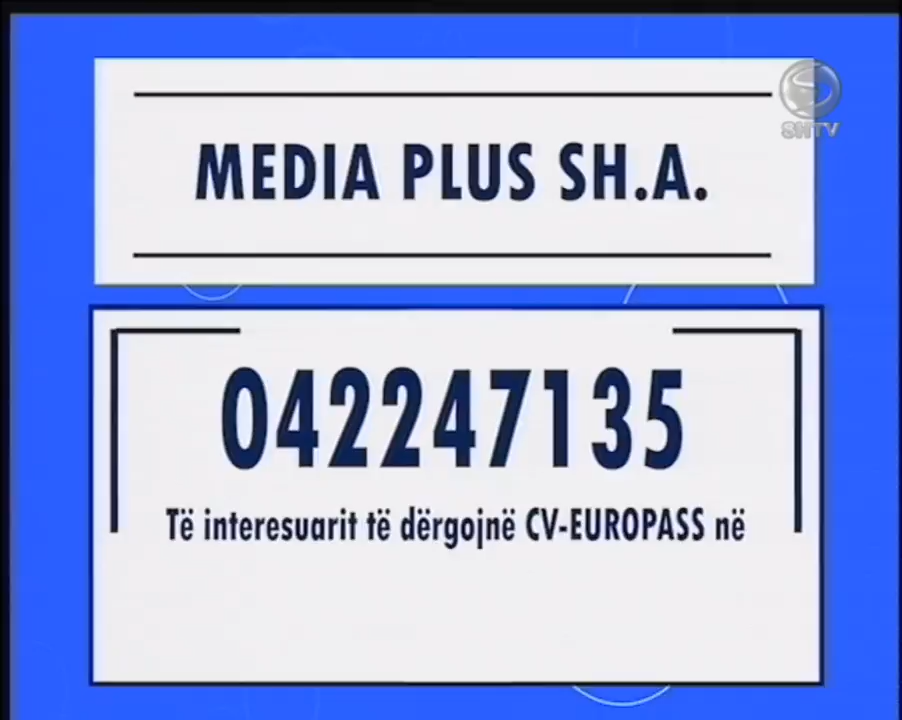 SHTV
MEDIA PLUS SH.A.
042247135
Të interesuarit të dërgojnë CV-EUROPASS në